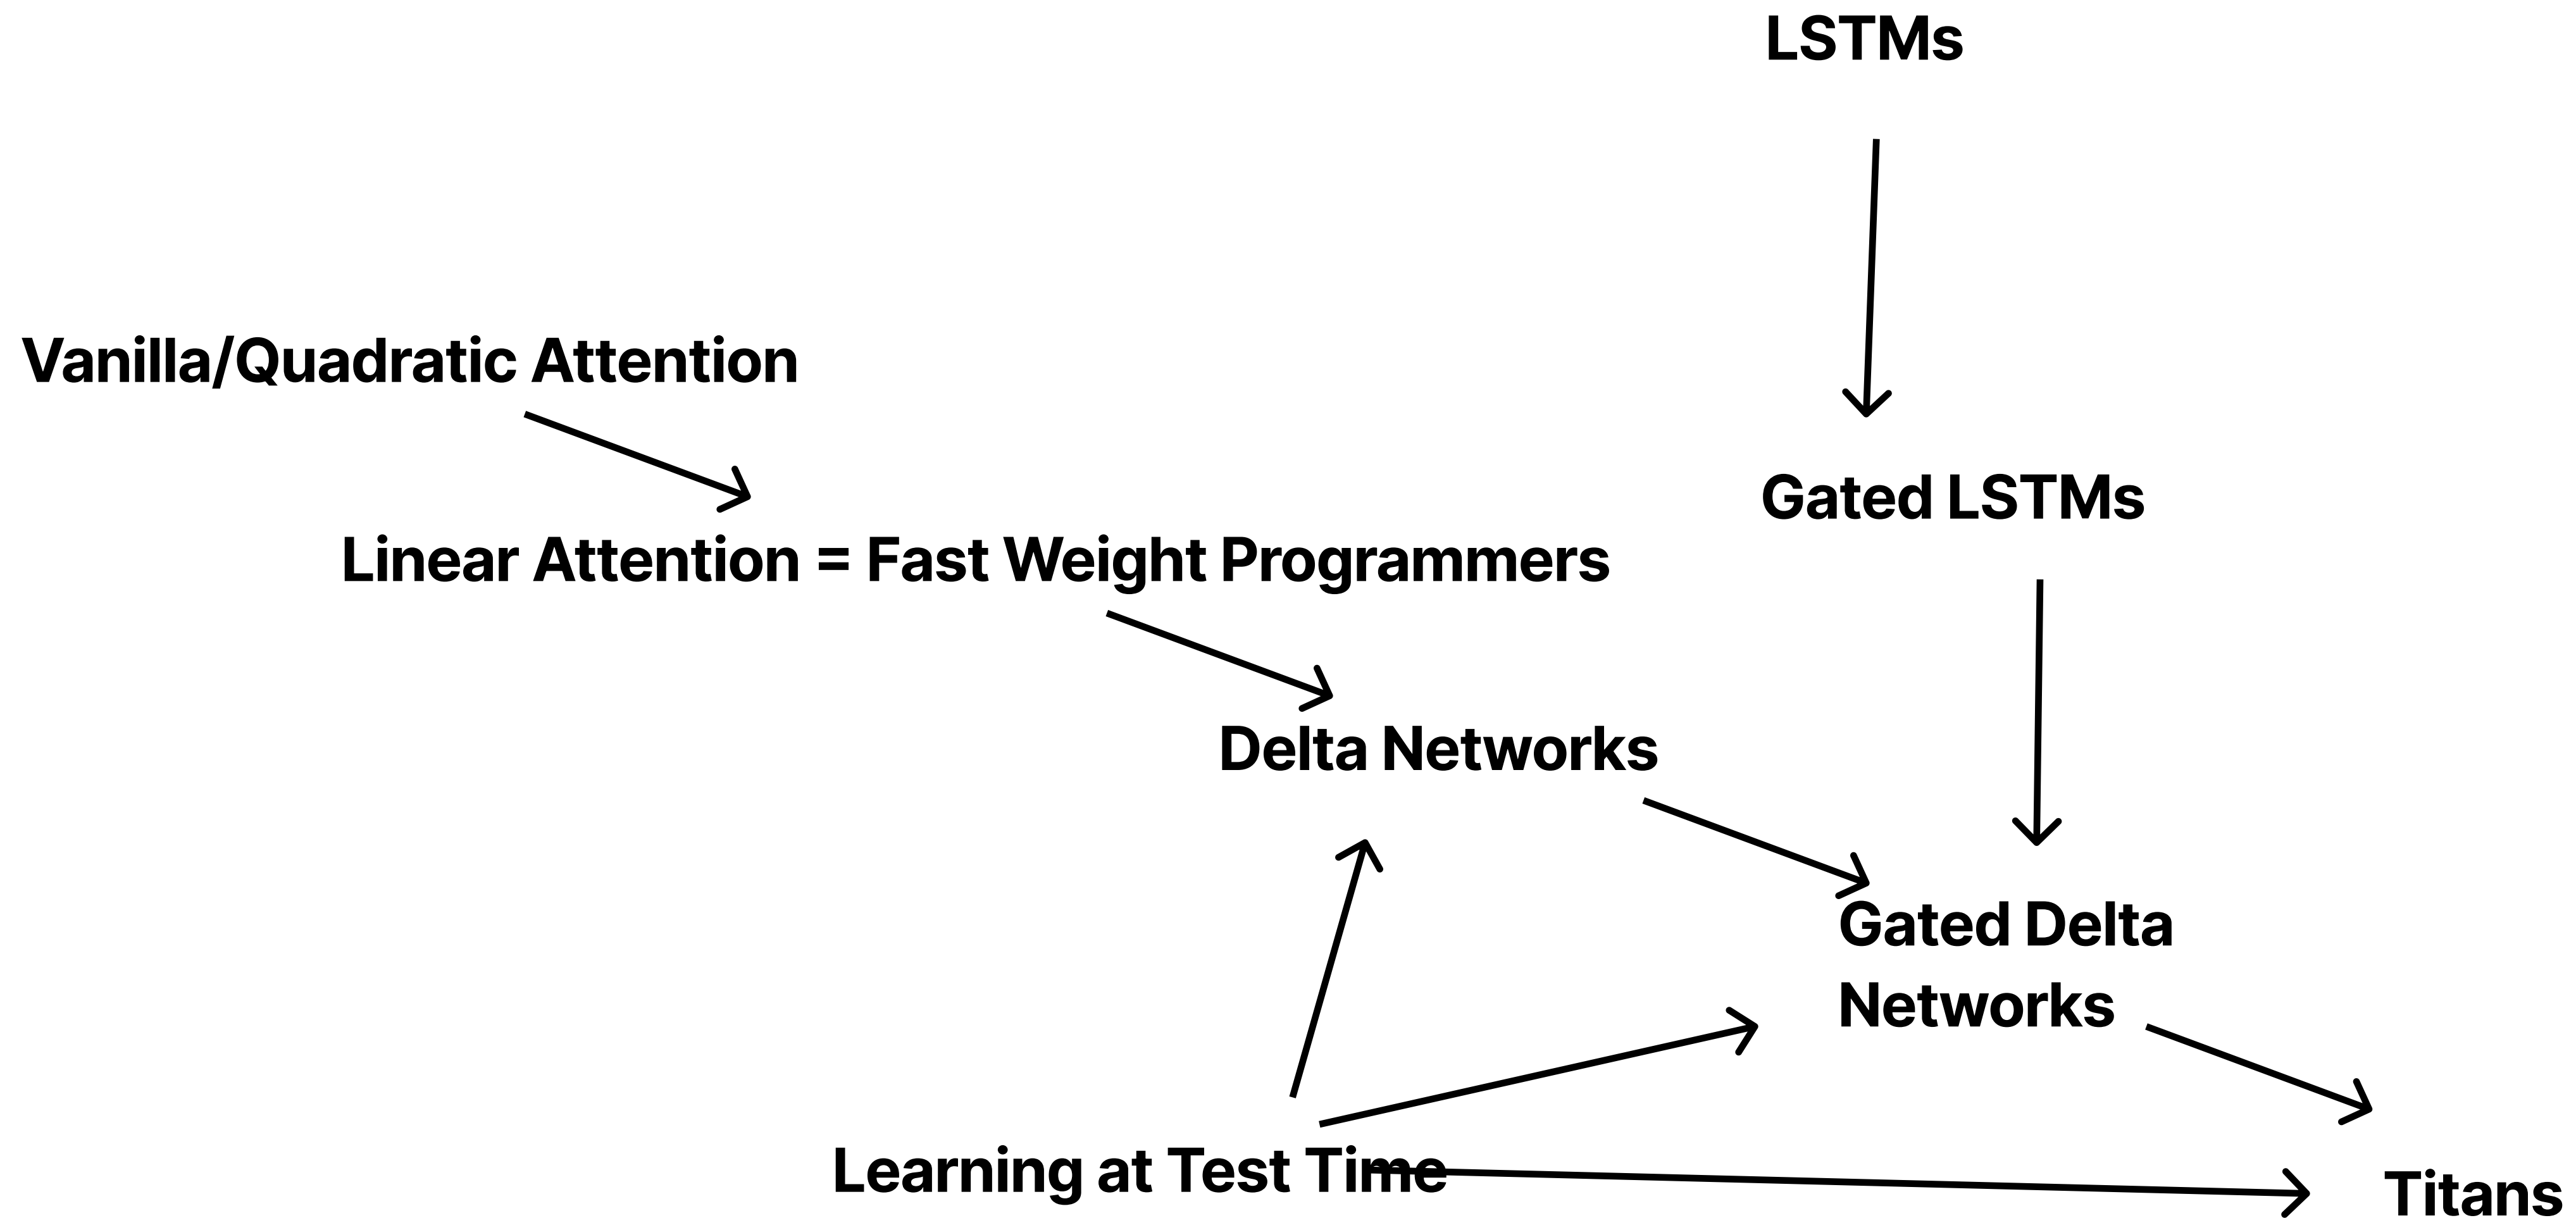 LSTMs
Vanilla/Quadratic Attention
Gated LSTMs
Linear Attention = Fast Weight Programmers
Delta Networks
Gated Delta
Networks
Learning at Test Time
Titans